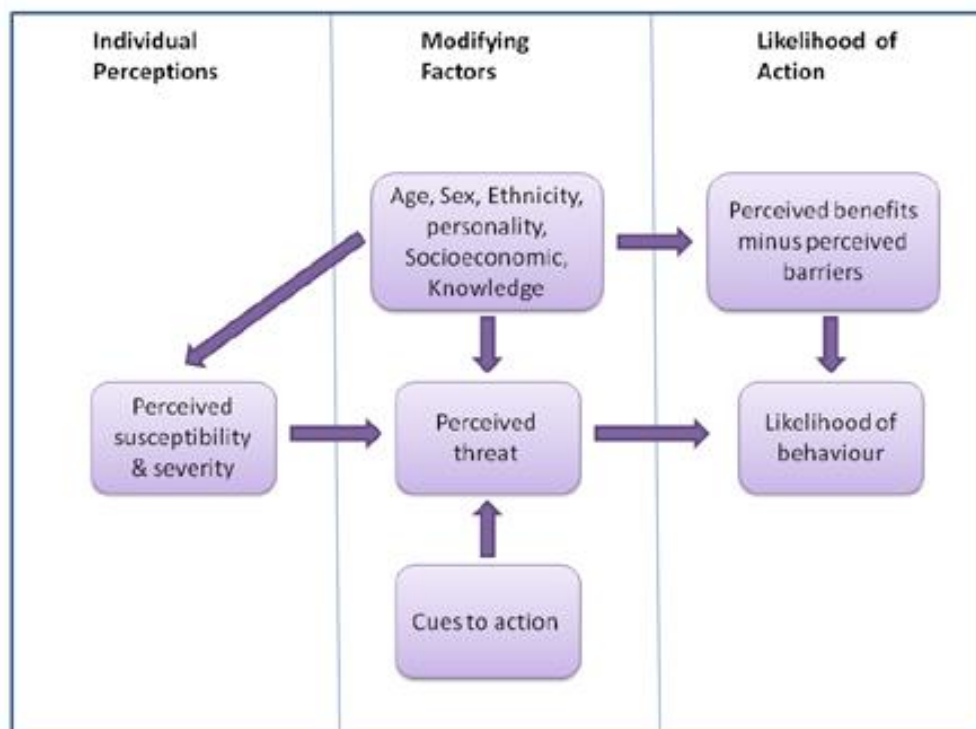 Individual
Perceptions
Modifying
Factors
Likelihood of
Action
Age, Sex, Ethnicity,
personality,
Socioeconomic,
Knowledge
Perceived benefits
minus perceived
barriers
Perceived
susceptibility
& severity
Perceived
threat
Likelihood of
behaviour
Cues to action